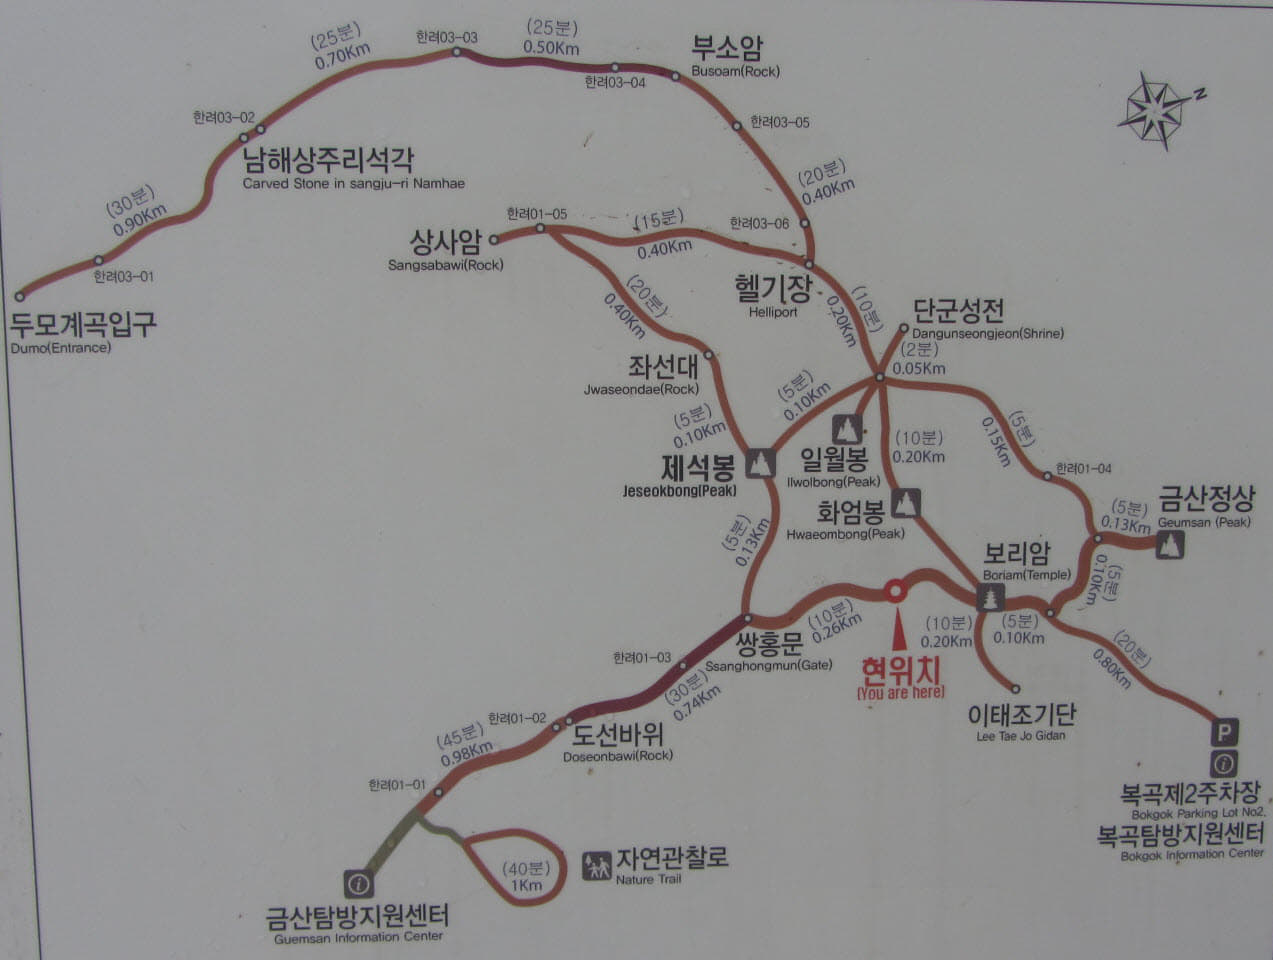 (25분)
0.70Km
한려03-03
(25분)
0.50Km
부소암
Busoam(Rock)
한려03-04
N
한려03-02
한려03-05
남해상주리석각
Carved Stone in sangju-ri Namhae
(30분)
0.90Km
(20분)
0.40Km
한려01-05
(15분)
0.40Km
한려03-06
상사암
Sangsabawi(Rock)
한려03-01
두모계곡입구
Dumo(Entrance)
헬기장
Helliport
(20분)
0.40Km
(10분)
0.20Km
단군성전
Dangunseongjeon(Shrine)
(2분)
0.05Km
좌선대
Jwaseondae(Rock)
(5분)
0.10Km
(5분)
0.10Km
(5분)
0.15Km
(10분)
0.20Km
제석봉
Jeseokbong(Peak)
일월봉
Ilwolbong(Peak)
한려01-04
화엄봉
Hwaeombong(Peak)
금산정상
Geumsan (Peak)
(5분)
0.13Km
(5분)
0.13Km
보리암
Boriam(Temple)
(5분)
0.10Km
(10분)
0.26Km
(10분)
0.20Km
(5분)
0.10Km
쌍홍문
Ssanghongmun(Gate)
현위치
(You are here)
(20분)
0.80Km
한려01-03
(30분)
0.74Km
이태조기단
Lee Tae Jo Gidan
한려01-02
도선바위
Doseonbawi(Rock)
(45분)
0.98Km
P
한려01-01
복곡제2주차장
Bokgok Parking Lot No2.
복곡탐방지원센터
Bokgok Information Center
(40분)
1Km
자연관찰로
Nature Trail
금산탐방지원센터
Guemsan Information Center